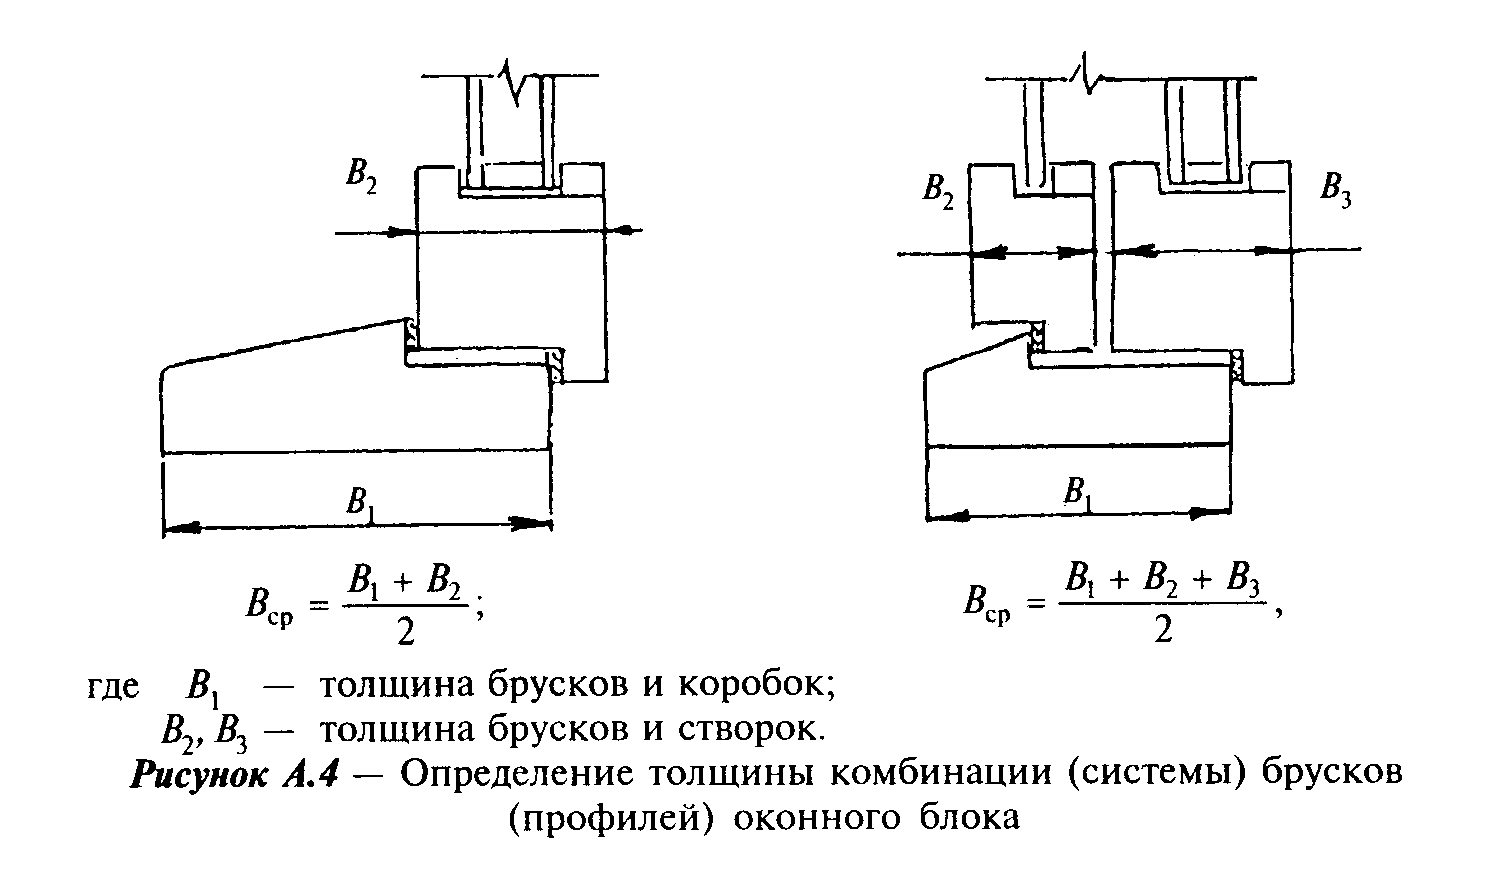 B₂
B₂
B₃
B₁
B₁
Bср = (B₁ + B₂) / 2 ;
Bср = (B₁ + B₂ + B₃) / 2 ,
где B₁ — толщина брусков и коробок;
B₂, B₃ — толщина брусков и створок.
Рисунок А.4 — Определение толщины комбинации (системы) брусков
(профилей) оконного блока